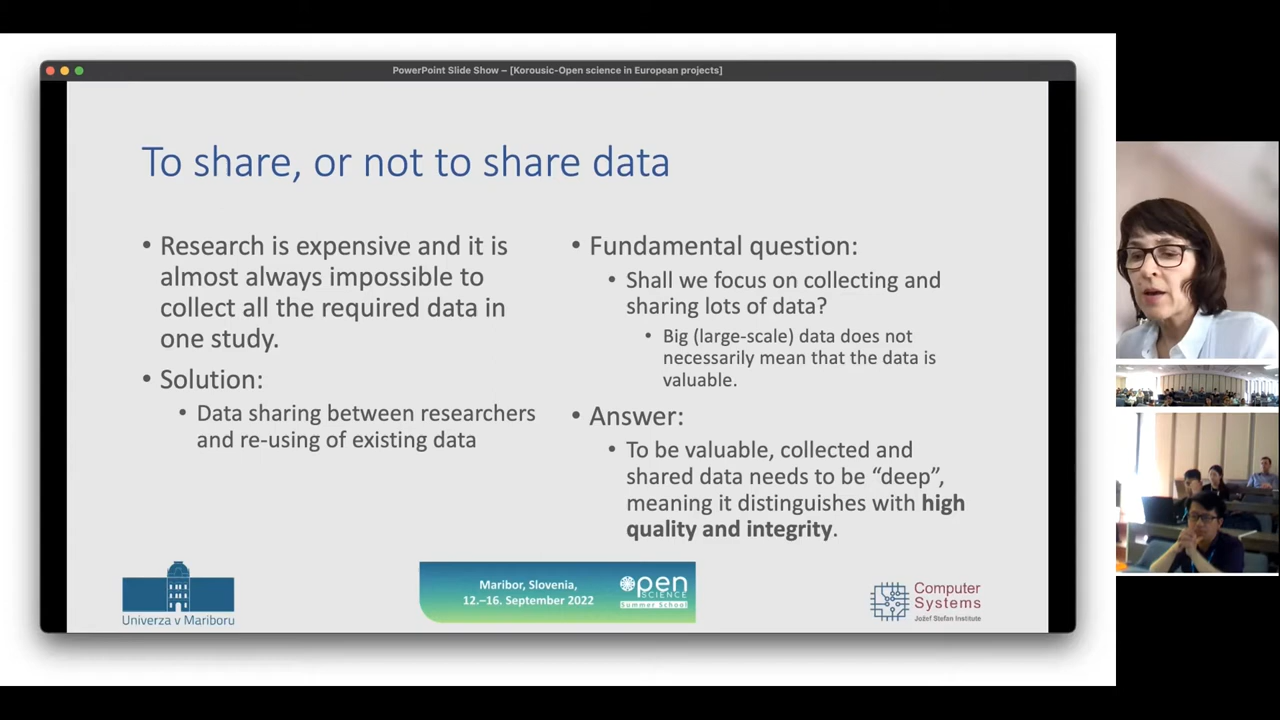 PowerPoint Slide Show – [Korousic-Open science in European projects]
To share, or not to share data
• Research is expensive and it is
almost always impossible to
collect all the required data in
one study.
• Solution:
• Data sharing between researchers
and re-using of existing data
• Fundamental question:
• Shall we focus on collecting and
sharing lots of data?
• Big (large-scale) data does not
necessarily mean that the data is
valuable.
• Answer:
• To be valuable, collected and
shared data needs to be “deep”,
meaning it distinguishes with high
quality and integrity.
Univerza v Mariboru
Maribor, Slovenia,
12.–16. September 2022
Open
SCIENCE
Summer School
Computer
Systems
Jožef Stefan Institute